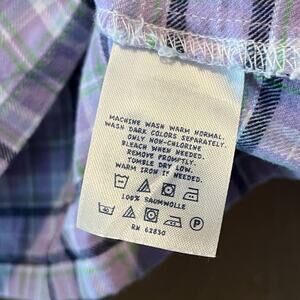 MACHINE WASH WARM NORMAL.
WASH DARK COLORS SEPARATELY.
ONLY NON-CHLORINE
BLEACH WHEN NEEDED.
REMOVE PROMPTLY.
TUMBLE DRY LOW.
WARM IRON IF NEEDED.
100% BAUMWOLLE
P
RN 62830